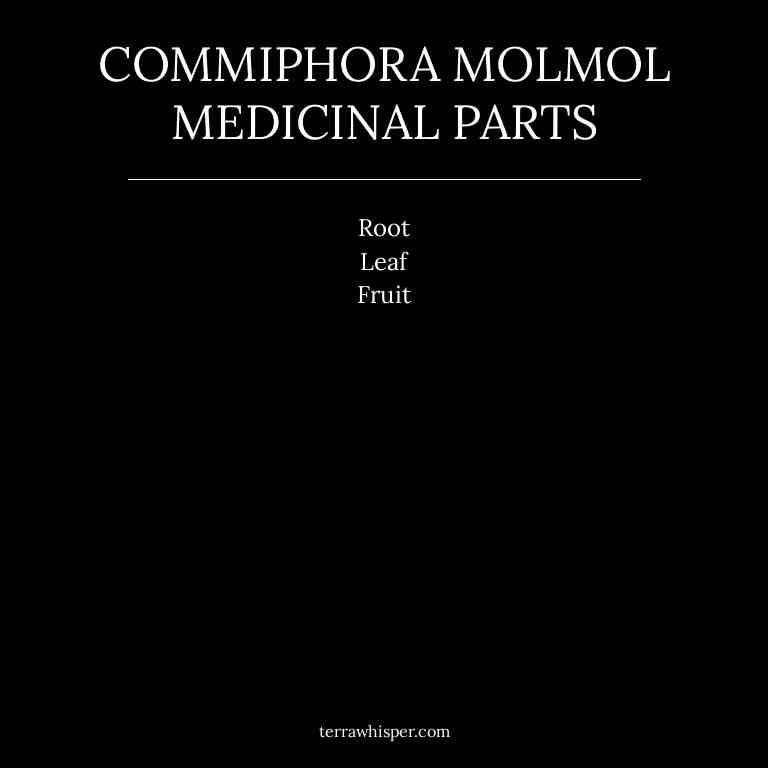 COMMIPHORA MOLMOL
MEDICINAL PARTS
Root
Leaf
Fruit
terrawhisper.com